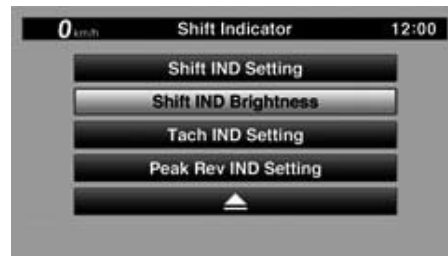 0 km/h Shift Indicator 12:00
Shift IND Setting
Shift IND Brightness
Tach IND Setting
Peak Rev IND Setting